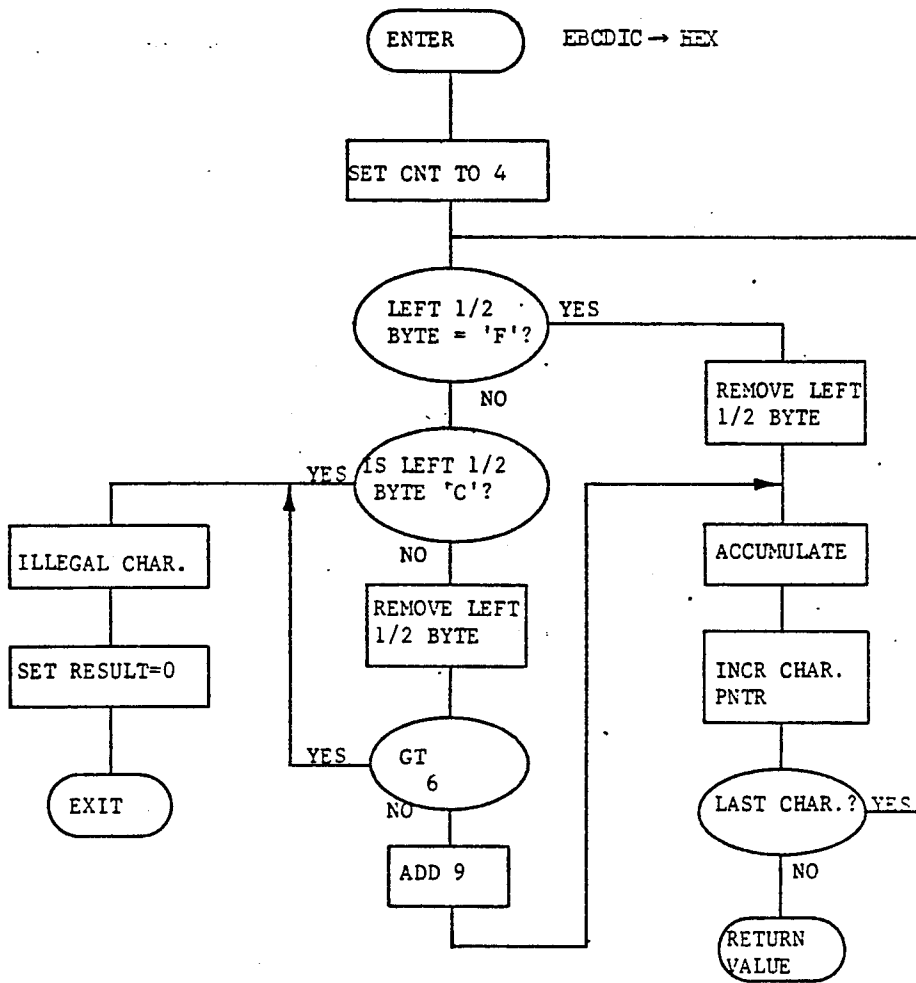 ENTER
EBCDIC → HEX
SET CNT TO 4
LEFT 1/2
BYTE = 'F'?
YES
NO
REMOVE LEFT
1/2 BYTE
IS LEFT 1/2
BYTE 'C'?
YES
NO
ILLEGAL CHAR.
ACCUMULATE
REMOVE LEFT
1/2 BYTE
SET RESULT=0
INCR CHAR.
PNTR
GT
6
YES
NO
EXIT
LAST CHAR.?
YES
NO
ADD 9
RETURN
VALUE